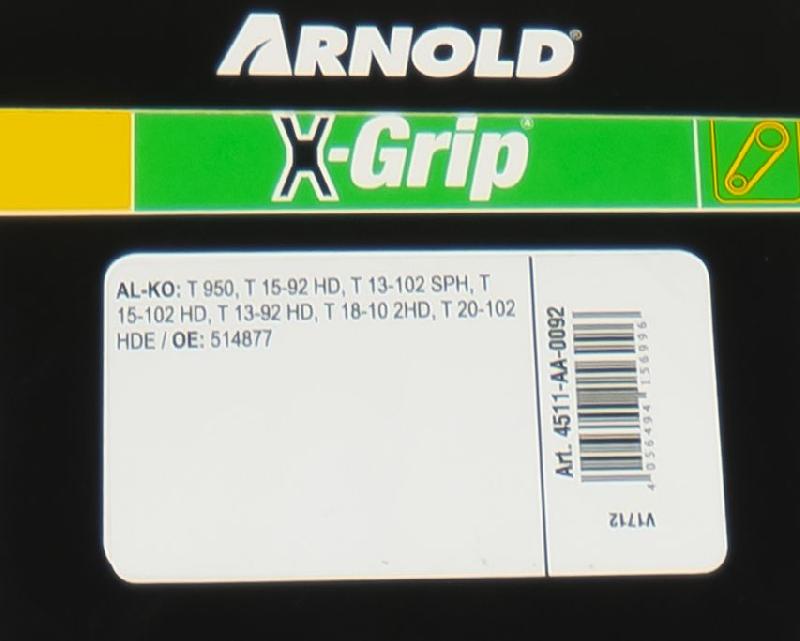 ARNOLD®
X-Grip
AL-KO: T 950, T 15-92 HD, T 13-102 SPH, T
15-102 HD, T 13-92 HD, T 18-10 2HD, T 20-102
HDE / OE: 514877
Art. 4511-AA-0092
4 056494 156996
V1712